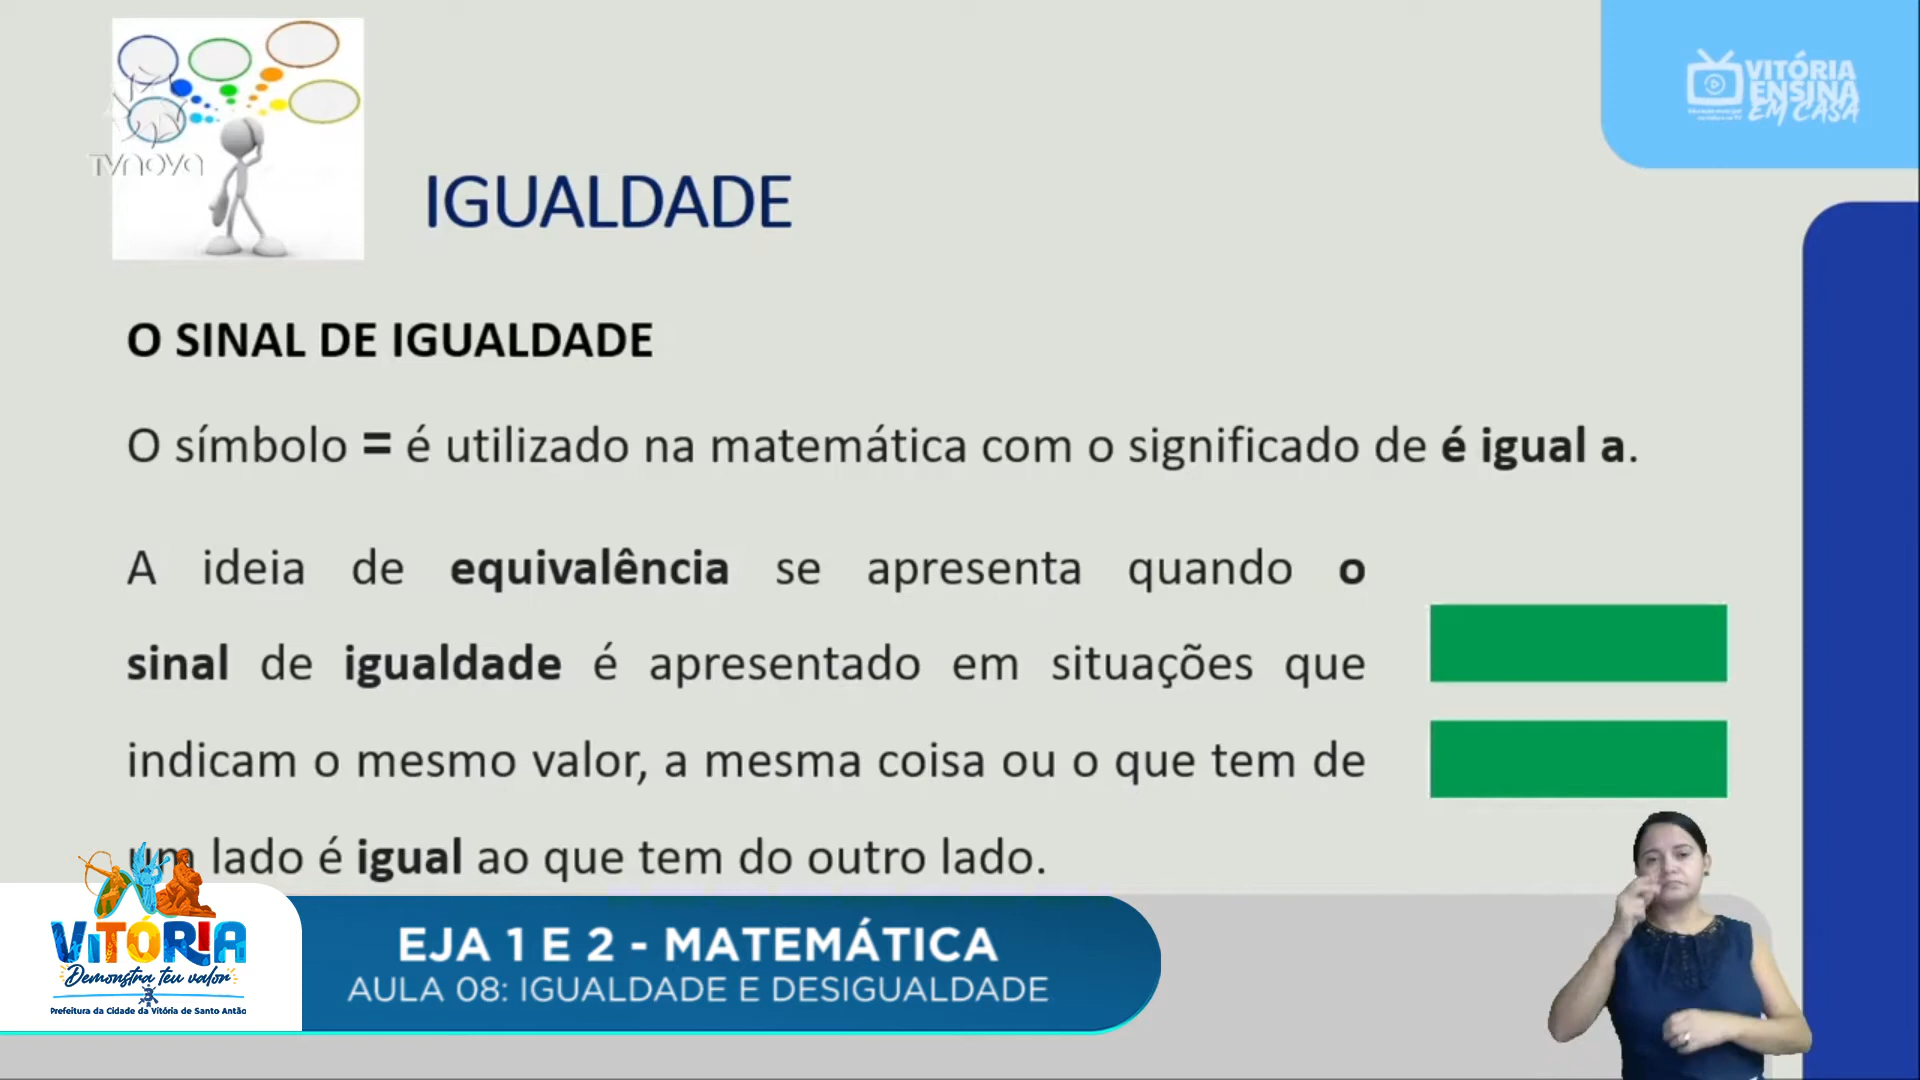 TVNOVA
VITÓRIA
ENSINA
EM CASA
IGUALDADE
O SINAL DE IGUALDADE
O símbolo = é utilizado na matemática com o significado de é igual a.
A ideia de equivalência se apresenta quando o
sinal de igualdade é apresentado em situações que
indicam o mesmo valor, a mesma coisa ou o que tem de
um lado é igual ao que tem do outro lado.
VITÓRIA
Demonstra teu valor
Prefeitura da Cidade da Vitória de Santo Antão
EJA 1 E 2 - MATEMÁTICA
AULA 08: IGUALDADE E DESIGUALDADE